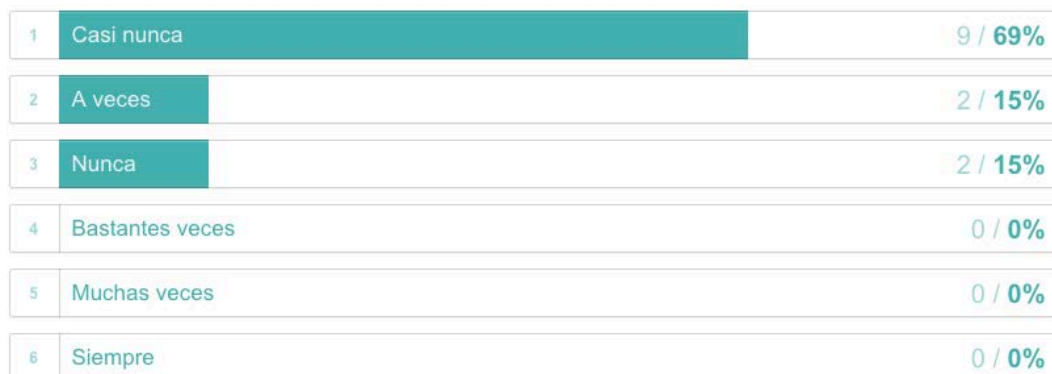 1 Casi nunca 9 / 69%
2 A veces 2 / 15%
3 Nunca 2 / 15%
4 Bastantes veces 0 / 0%
5 Muchas veces 0 / 0%
6 Siempre 0 / 0%